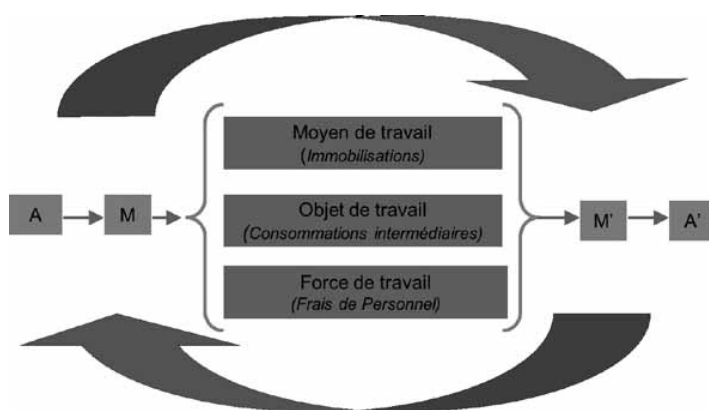 Moyen de travail
(Immobilisations)
A
M
Objet de travail
(Consommations intermédiaires)
M'
A'
Force de travail
(Frais de Personnel)